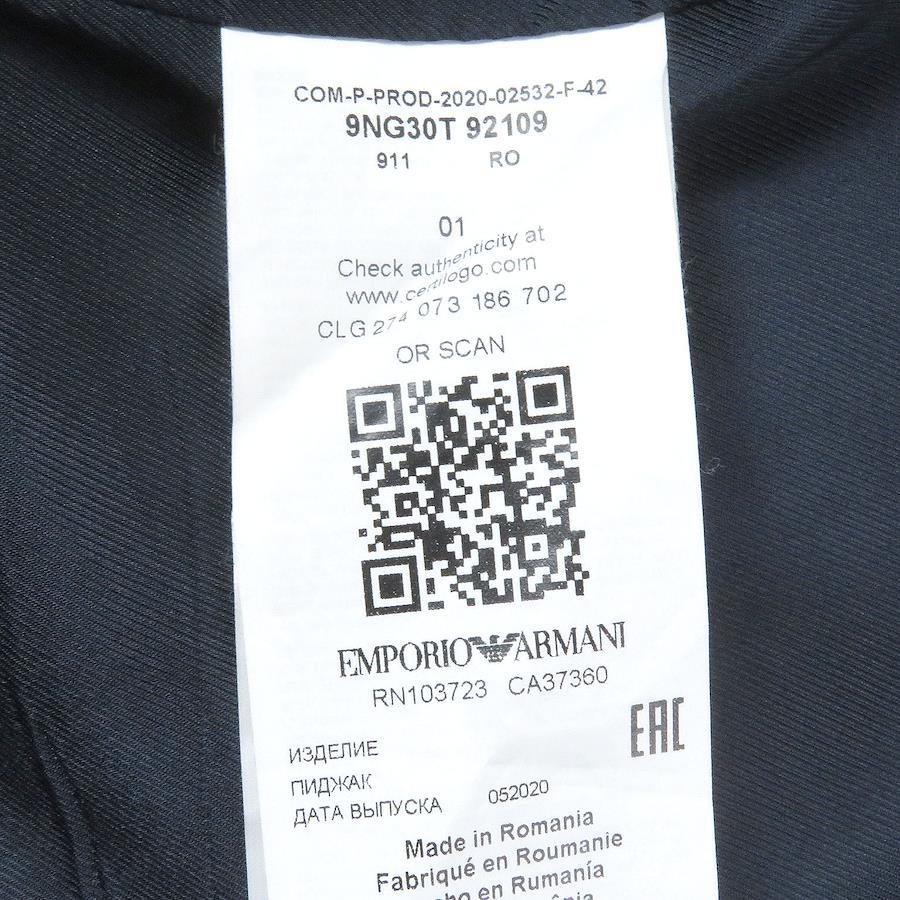 COM-P-PROD-2020-02532-F-42
9NG30T 92109
911 RO
01
Check authenticity at
www.certilogo.com
CLG 274 073 186 702
OR SCAN
EMPORIO ARMANI
RN103723 CA37360
EAC
ИЗДЕЛИЕ
ПИДЖАК
ДАТА ВЫПУСКА 052020
Made in Romania
Fabriqué en Roumanie
en Rumanía